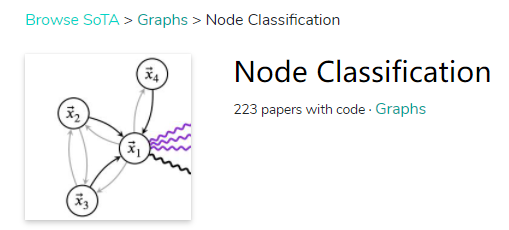 Browse SoTA > Graphs > Node Classification
Node Classification
223 papers with code · Graphs
x⃗₄
x⃗₂
x⃗₁
x⃗₃